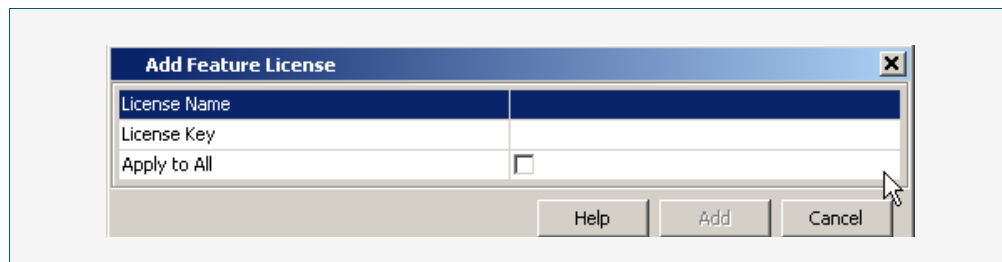 Add Feature License
License Name
License Key
Apply to All
Help Add Cancel